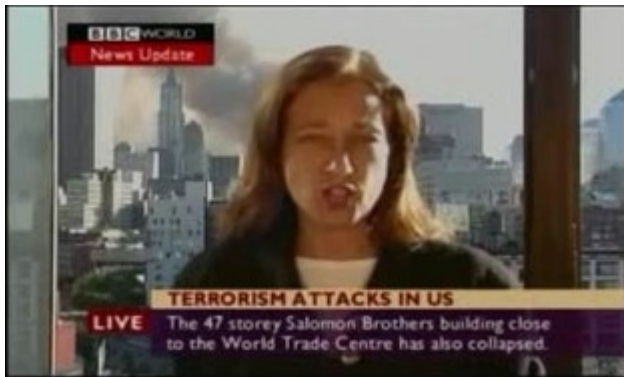 BBC WORLD
News Update
TERRORISM ATTACKS IN US
LIVE
The 47 storey Salomon Brothers building close
to the World Trade Centre has also collapsed.